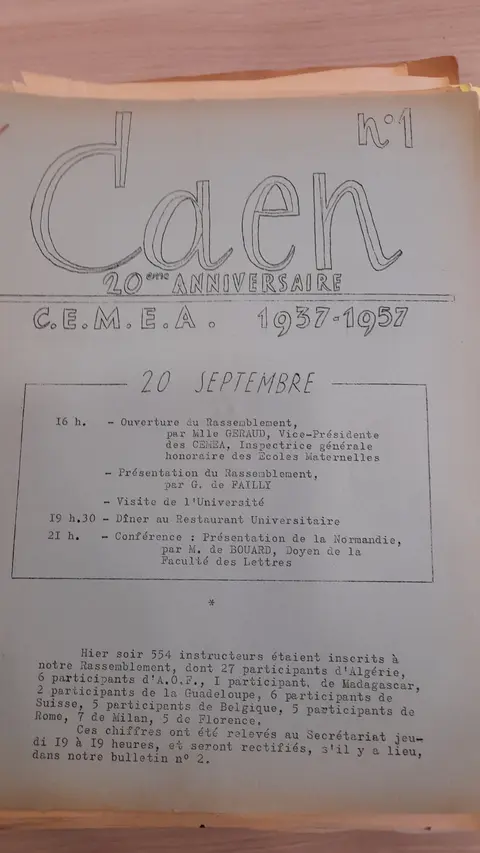 n°1
Caen
20ème ANNIVERSAIRE
C.E.M.E.A. 1937-1957
20 SEPTEMBRE
16 h. - Ouverture du Rassemblement,
par Mlle GERAUD, Vice-Présidente
des CEMEA, Inspectrice générale
honoraire des Écoles Maternelles
- Présentation du Rassemblement,
par G. de FAILLY
- Visite de l'Université
19 h.30 - Dîner au Restaurant Universitaire
21 h. - Conférence : Présentation de la Normandie,
par M. de BOUARD, Doyen de la
Faculté des Lettres
*
Hier soir 554 instructeurs étaient inscrits à
notre Rassemblement, dont 27 participants d'Algérie,
6 participants d'A.O.F., I participant, de Madagascar,
2 participants de la Guadeloupe, 6 participants de
Suisse, 5 participants de Belgique, 5 participants de
Rome, 7 de Milan, 5 de Florence.
Ces chiffres ont été relevés au Secrétariat jeu-
di 19 à 19 heures, et seront rectifiés, s'il y a lieu,
dans notre bulletin n° 2.
*